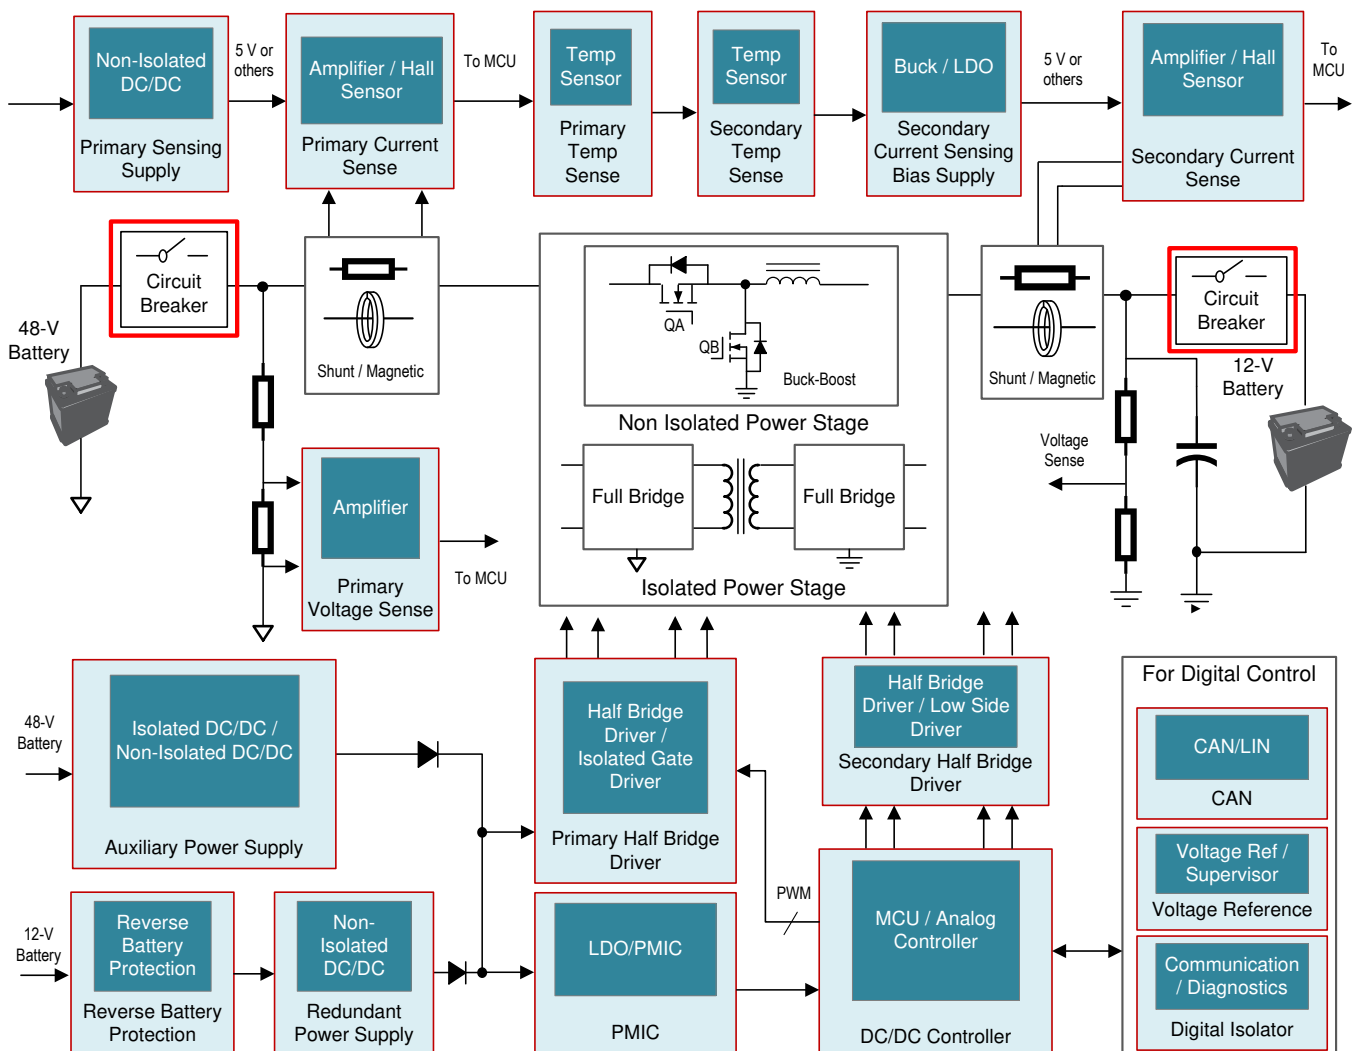 Non-Isolated
DC/DC
Primary Sensing
Supply
5 V or
others
Amplifier / Hall
Sensor
Primary Current
Sense
To MCU
Temp
Sensor
Primary
Temp
Sense
Temp
Sensor
Secondary
Temp
Sense
Buck / LDO
Secondary
Current Sensing
Bias Supply
5 V or
others
Amplifier / Hall
Sensor
Secondary Current
Sense
To
MCU
Circuit
Breaker
48-V
Battery
Shunt / Magnetic
QA
QB
Buck-Boost
Non Isolated Power Stage
Full Bridge
Full Bridge
Isolated Power Stage
Shunt / Magnetic
Circuit
Breaker
12-V
Battery
Voltage
Sense
Amplifier
Primary
Voltage Sense
To MCU
48-V
Battery
Isolated DC/DC /
Non-Isolated DC/DC
Auxiliary Power Supply
Half Bridge
Driver /
Isolated Gate
Driver
Primary Half Bridge
Driver
Half Bridge
Driver / Low Side
Driver
Secondary Half Bridge
Driver
For Digital Control
CAN/LIN
CAN
Voltage Ref /
Supervisor
Voltage Reference
Communication
/ Diagnostics
Digital Isolator
12-V
Battery
Reverse
Battery
Protection
Reverse Battery
Protection
Non-
Isolated
DC/DC
Redundant
Power Supply
LDO/PMIC
PMIC
PWM
MCU / Analog
Controller
DC/DC Controller